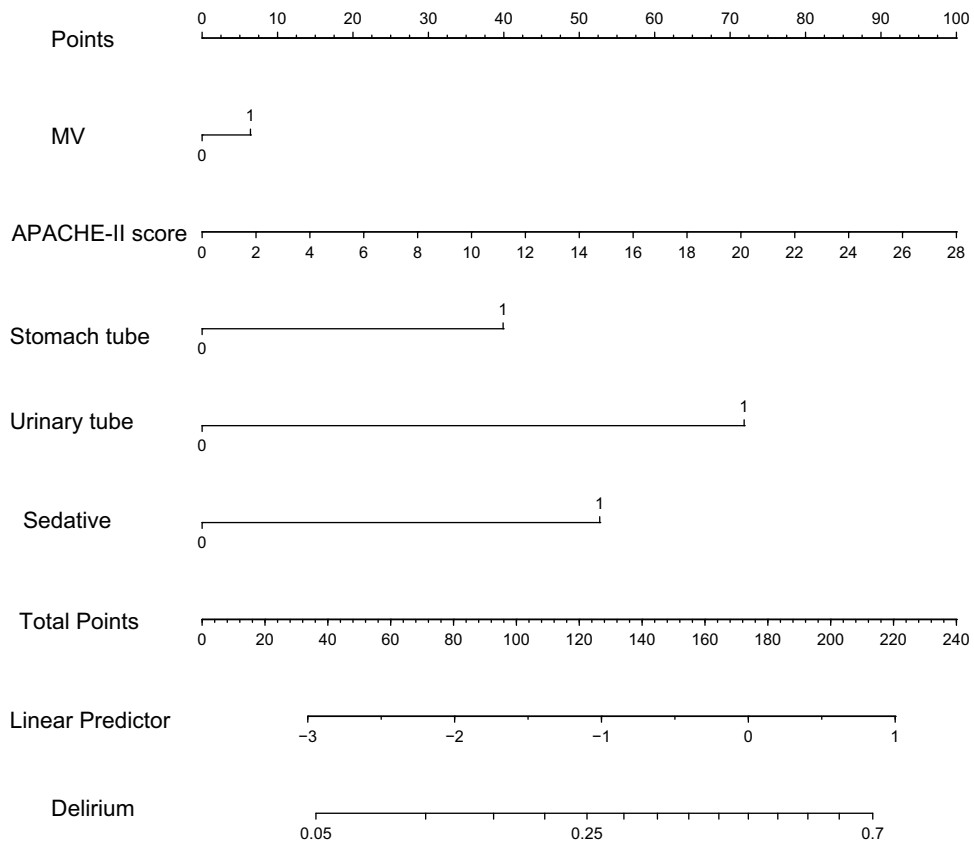 0 10 20 30 40 50 60 70 80 90 100
Points
1
MV
0
APACHE-II score
0 2 4 6 8 10 12 14 16 18 20 22 24 26 28
1
Stomach tube
0
1
Urinary tube
0
1
Sedative
0
Total Points
0 20 40 60 80 100 120 140 160 180 200 220 240
Linear Predictor
−3 −2 −1 0 1
Delirium
0.05 0.25 0.7